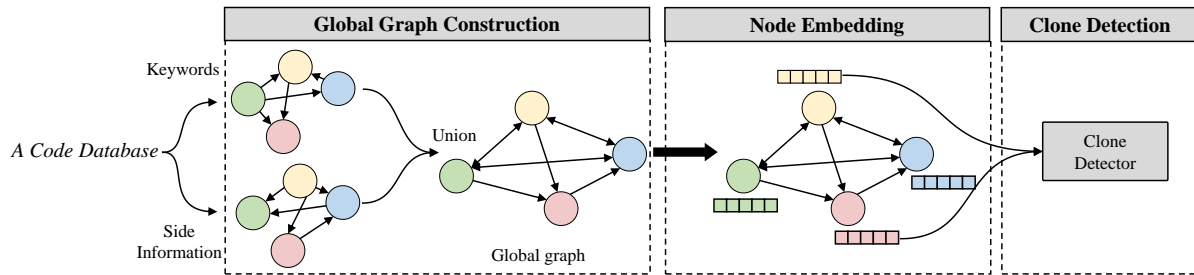 Global Graph Construction
Node Embedding
Clone Detection
Keywords
A Code Database
Side
Information
Union
Global graph
Clone
Detector